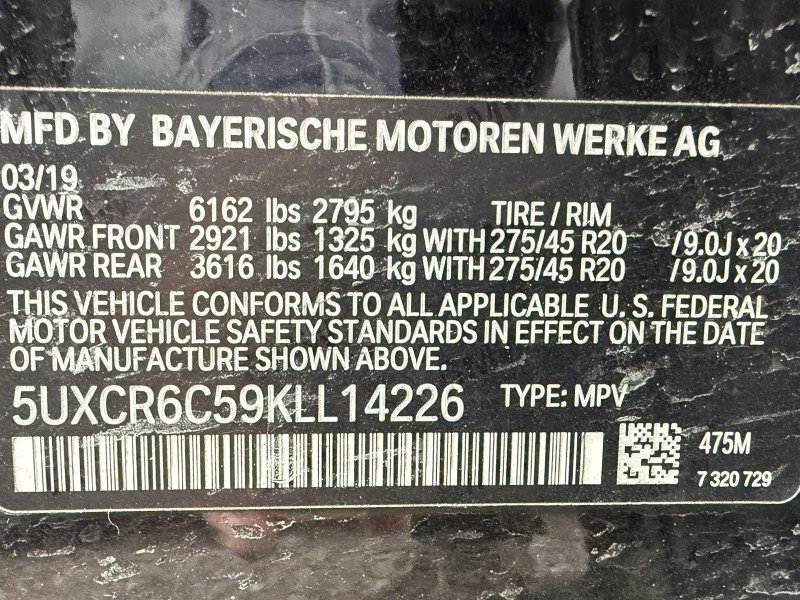 MFD BY BAYERISCHE MOTOREN WERKE AG
03/19
GVWR 6162 lbs 2795 kg TIRE / RIM
GAWR FRONT 2921 lbs 1325 kg WITH 275/45 R20 / 9.0J x 20
GAWR REAR 3616 lbs 1640 kg WITH 275/45 R20 / 9.0J x 20
THIS VEHICLE CONFORMS TO ALL APPLICABLE U. S. FEDERAL
MOTOR VEHICLE SAFETY STANDARDS IN EFFECT ON THE DATE
OF MANUFACTURE SHOWN ABOVE.
5UXCR6C59KLL14226 TYPE: MPV
475M
7 320 729